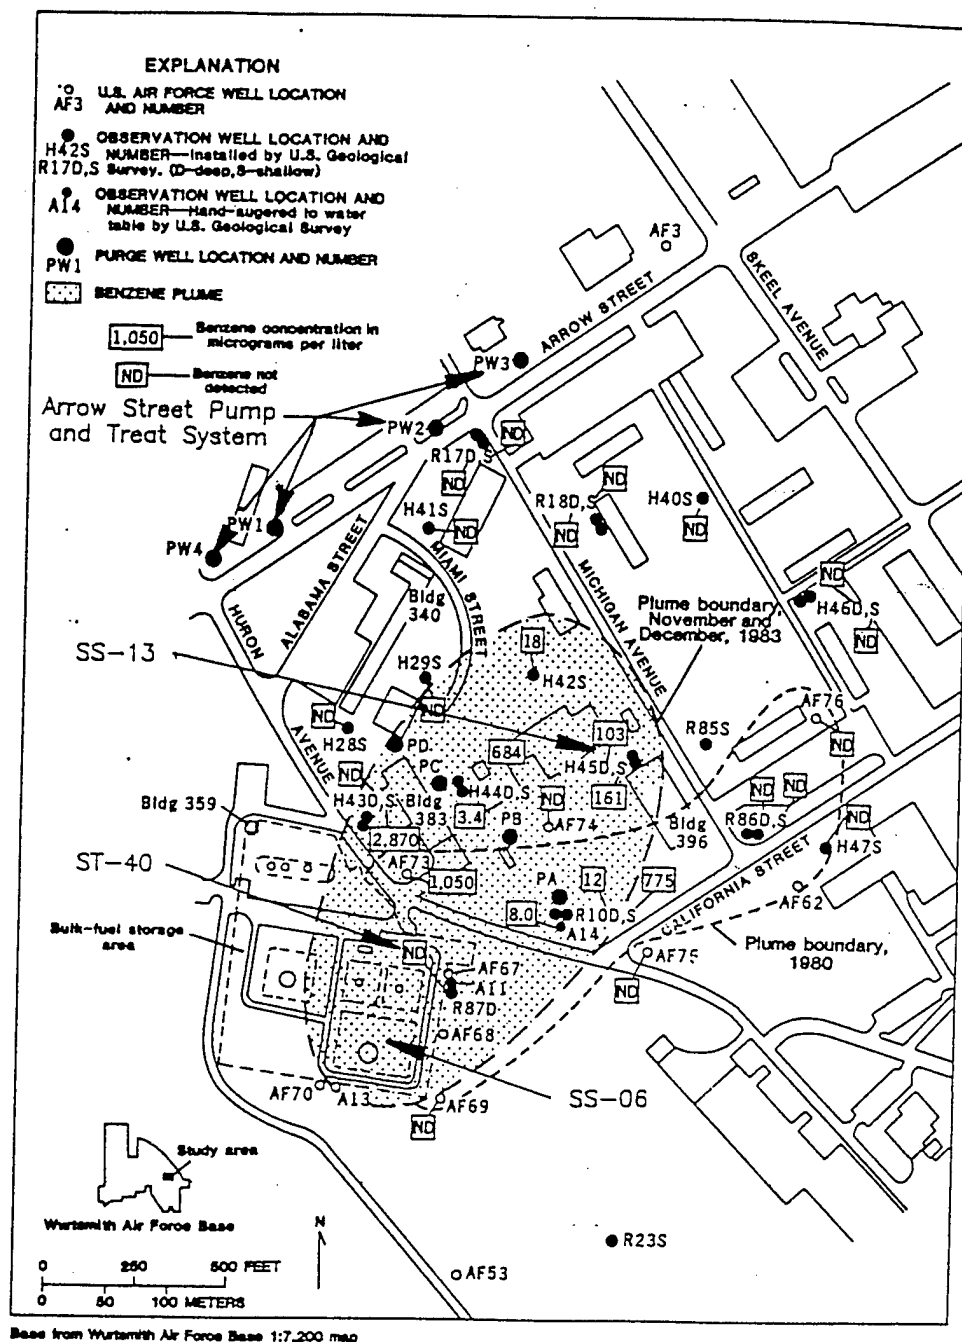 EXPLANATION
AF3
U.S. AIR FORCE WELL LOCATION
AND NUMBER
H42S
R17D,S
OBSERVATION WELL LOCATION AND
NUMBER—Installed by U.S. Geological
Survey. (D-deep,S-shallow)
A14
OBSERVATION WELL LOCATION AND
NUMBER—Hand-augered to water
table by U.S. Geological Survey
PW1
PURGE WELL LOCATION AND NUMBER
BENZENE PLUME
1,050
Benzene concentration in
micrograms per liter
ND
Benzene not
detected
Arrow Street Pump
and Treat System
AF3
SKEEL AVENUE
ARROW STREET
PW3
PW2
R17D,S
ND
ND
R18D,S
ND
ND
H40S
ND
H41S
ND
PW1
PW4
ALABAMA STREET
MIAMI STREET
HURON
AVENUE
MICHIGAN AVENUE
Bldg
340
ND
H46D,S
ND
Plume boundary,
November and
December, 1983
SS-13
18
H42S
H29S
ND
ND
H28S
PD
AF76
ND
R85S
103
684
H45D,S
161
ND
PC
H44D,S
3.4
ND
AF74
H43D,S
Bldg
383
2,870
PB
Bldg
396
ND
ND
R86D,S
ND
H47S
Bldg 359
AF73
1,050
ST-40
PA
12
775
8.0
R10D,S
A14
CALIFORNIA STREET
AF62
Plume boundary,
1980
AF75
ND
Bulk-fuel storage
area
ND
AF67
A11
R87D
AF68
AF70
A13
AF69
ND
SS-06
Study area
Wurtsmith Air Force Base
N
0 250 500 FEET
0 50 100 METERS
R23S
AF53
Base from Wurtsmith Air Force Base 1:7,200 map